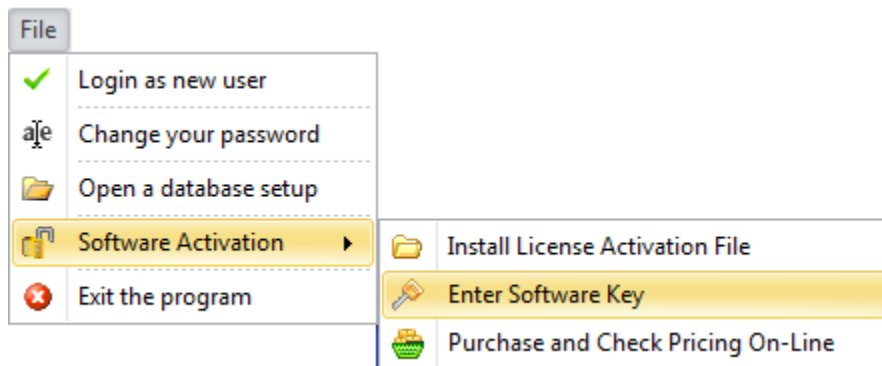 File
Login as new user
Change your password
Open a database setup
Software Activation
Exit the program
Install License Activation File
Enter Software Key
Purchase and Check Pricing On-Line